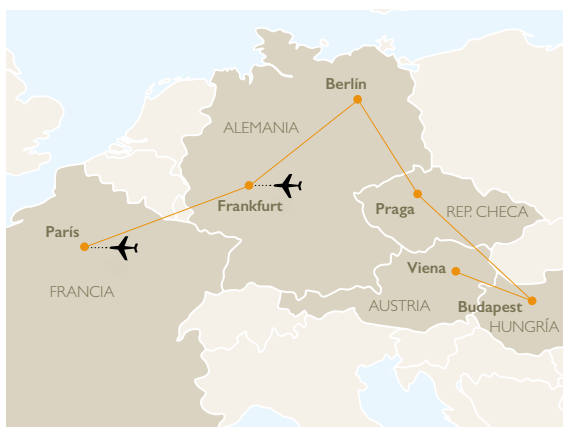 Berlín
ALEMANIA
Frankfurt
Praga
REP. CHECA
París
Viena
FRANCIA
AUSTRIA
Budapest
HUNGRÍA